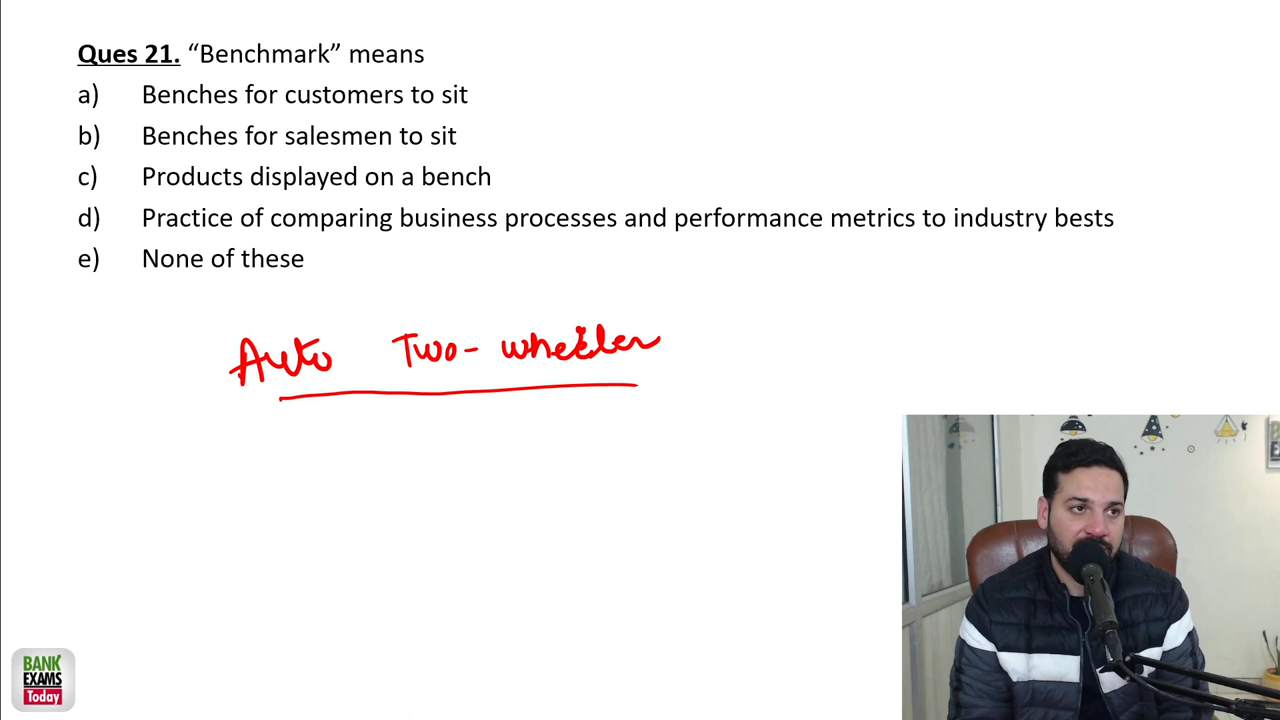 Ques 21. “Benchmark” means
a) Benches for customers to sit
b) Benches for salesmen to sit
c) Products displayed on a bench
d) Practice of comparing business processes and performance metrics to industry bests
e) None of these
Auto Two-wheeler
BANK
EXAMS
Today